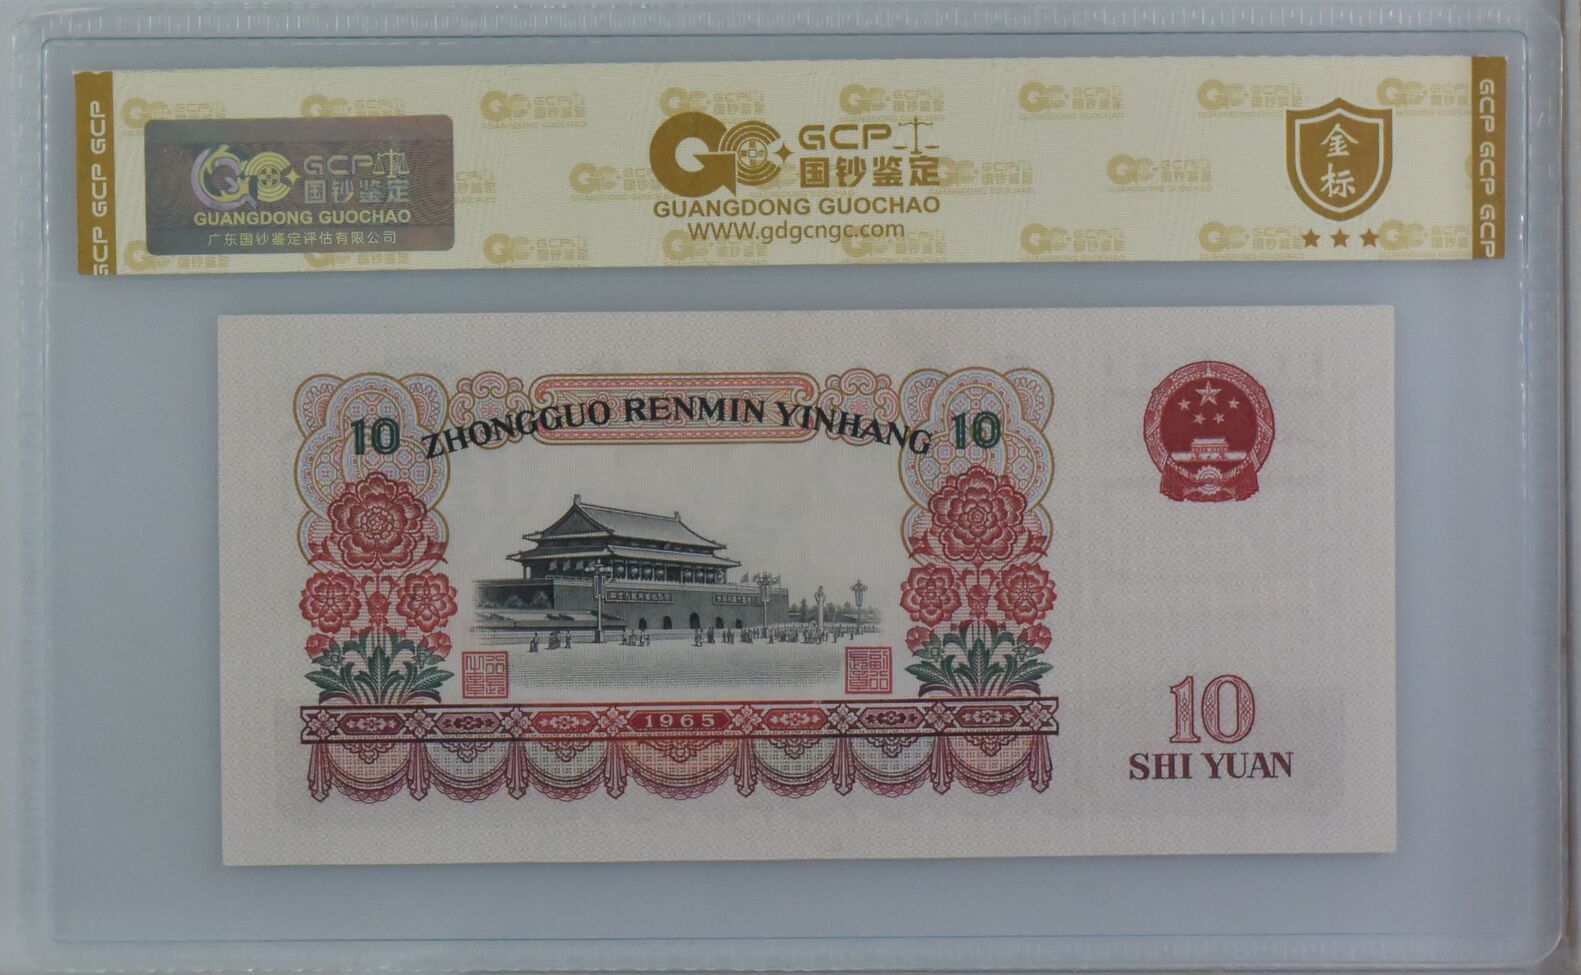 GCP GCP GCP
GCP
国钞鉴定
GUANGDONG GUOCHAO
广东国钞鉴定评估有限公司
GCP
国钞鉴定
GUANGDONG GUOCHAO
WWW.gdgcngc.com
金标
GCP GCP GCP
10 ZHONGGUO RENMIN YINHANG 10
1965
10
SHI YUAN